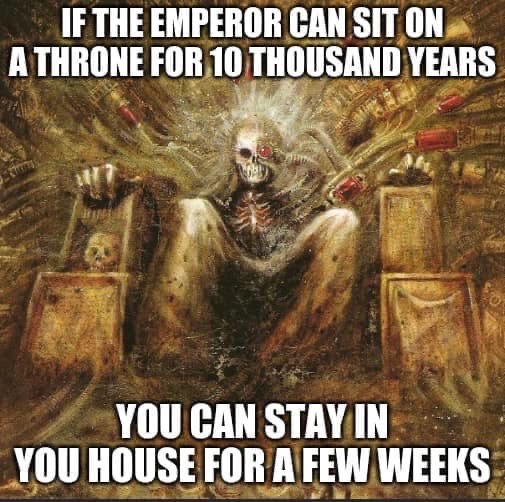 IF THE EMPEROR CAN SIT ON
A THRONE FOR 10 THOUSAND YEARS
YOU CAN STAY IN
YOU HOUSE FOR A FEW WEEKS